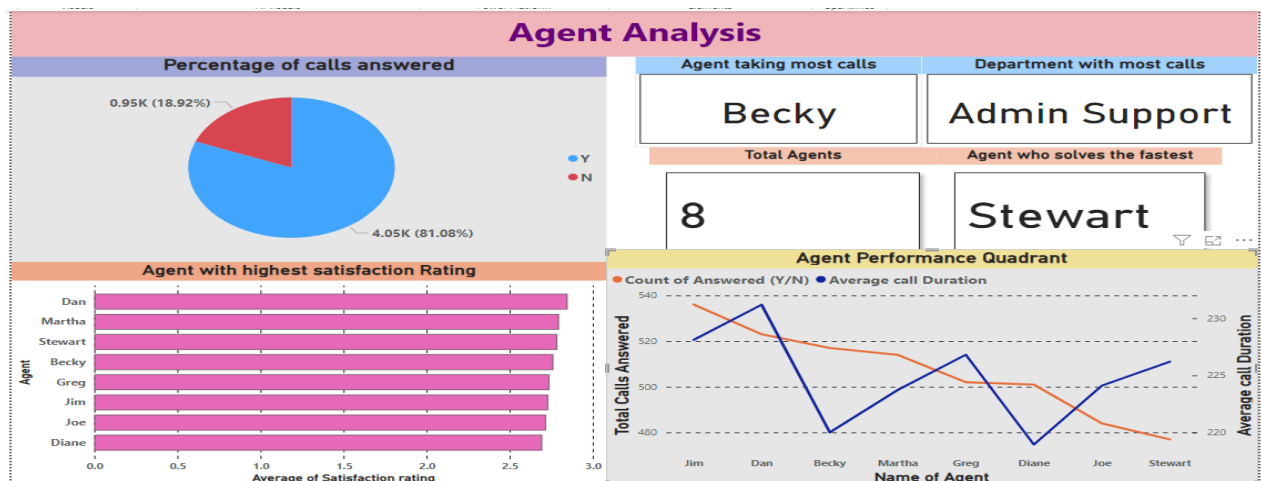 Agent Analysis
Percentage of calls answered
0.95K (18.92%)
4.05K (81.08%)
Y
N
Agent taking most calls
Becky
Department with most calls
Admin Support
Total Agents
8
Agent who solves the fastest
Stewart
Agent with highest satisfaction Rating
Agent
Dan
Martha
Stewart
Becky
Greg
Jim
Joe
Diane
0.0 0.5 1.0 1.5 2.0 2.5 3.0
Average of Satisfaction rating
Agent Performance Quadrant
Count of Answered (Y/N) Average call Duration
Total Calls Answered
540
520
500
480
230
225
220
Average call Duration
Jim Dan Becky Martha Greg Diane Joe Stewart
Name of Agent